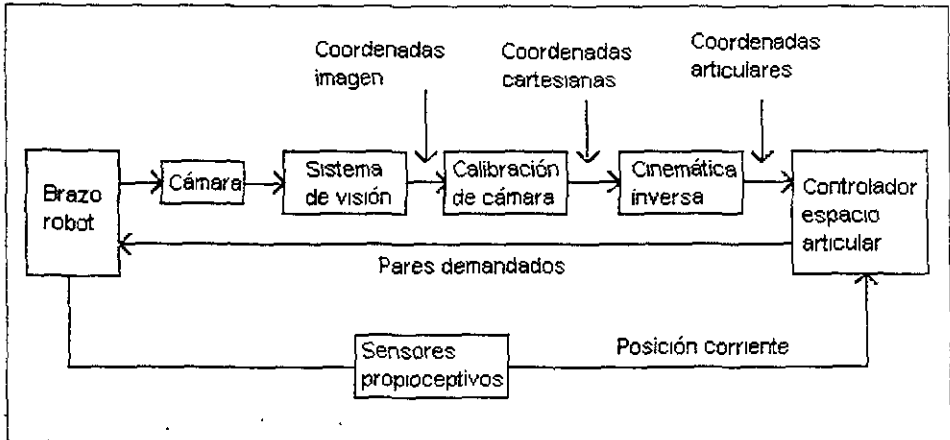 Coordenadas
imagen
Coordenadas
cartesianas
Coordenadas
articulares
Brazo
robot
Cámara
Sistema
de visión
Calibración
de cámara
Cinemática
inversa
Controlador
espacio
articular
Pares demandados
Sensores
propioceptivos
Posición corriente